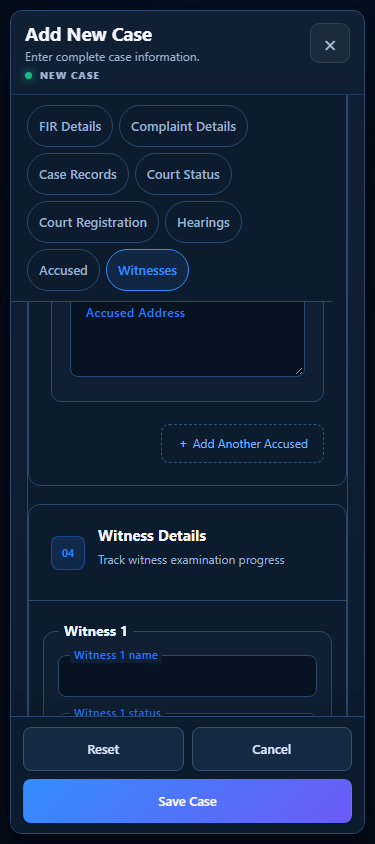 Add New Case
Enter complete case information.
NEW CASE
×
FIR Details
Complaint Details
Case Records
Court Status
Court Registration
Hearings
Accused
Witnesses
Accused Address
+ Add Another Accused
04
Witness Details
Track witness examination progress
Witness 1
Witness 1 name
Witness 1 status
Reset
Cancel
Save Case